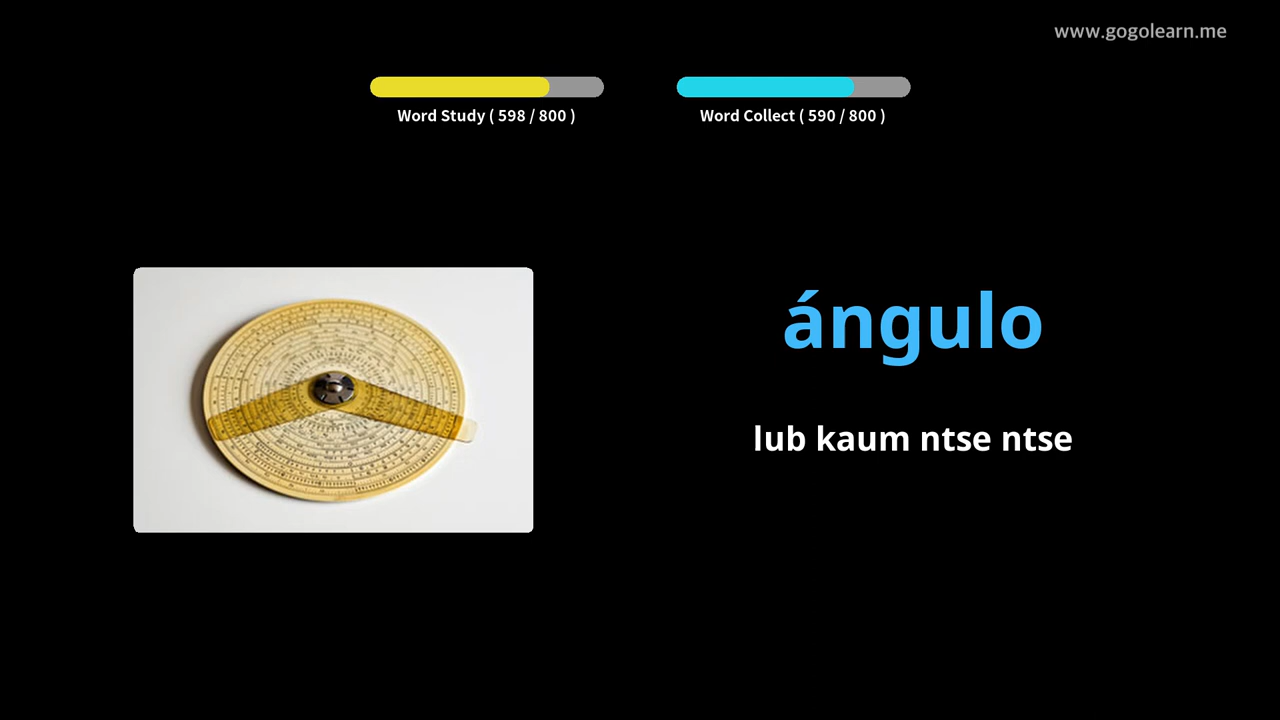 www.gogolearn.me
Word Study ( 598 / 800 )
Word Collect ( 590 / 800 )
ángulo
lub kaum ntse ntse